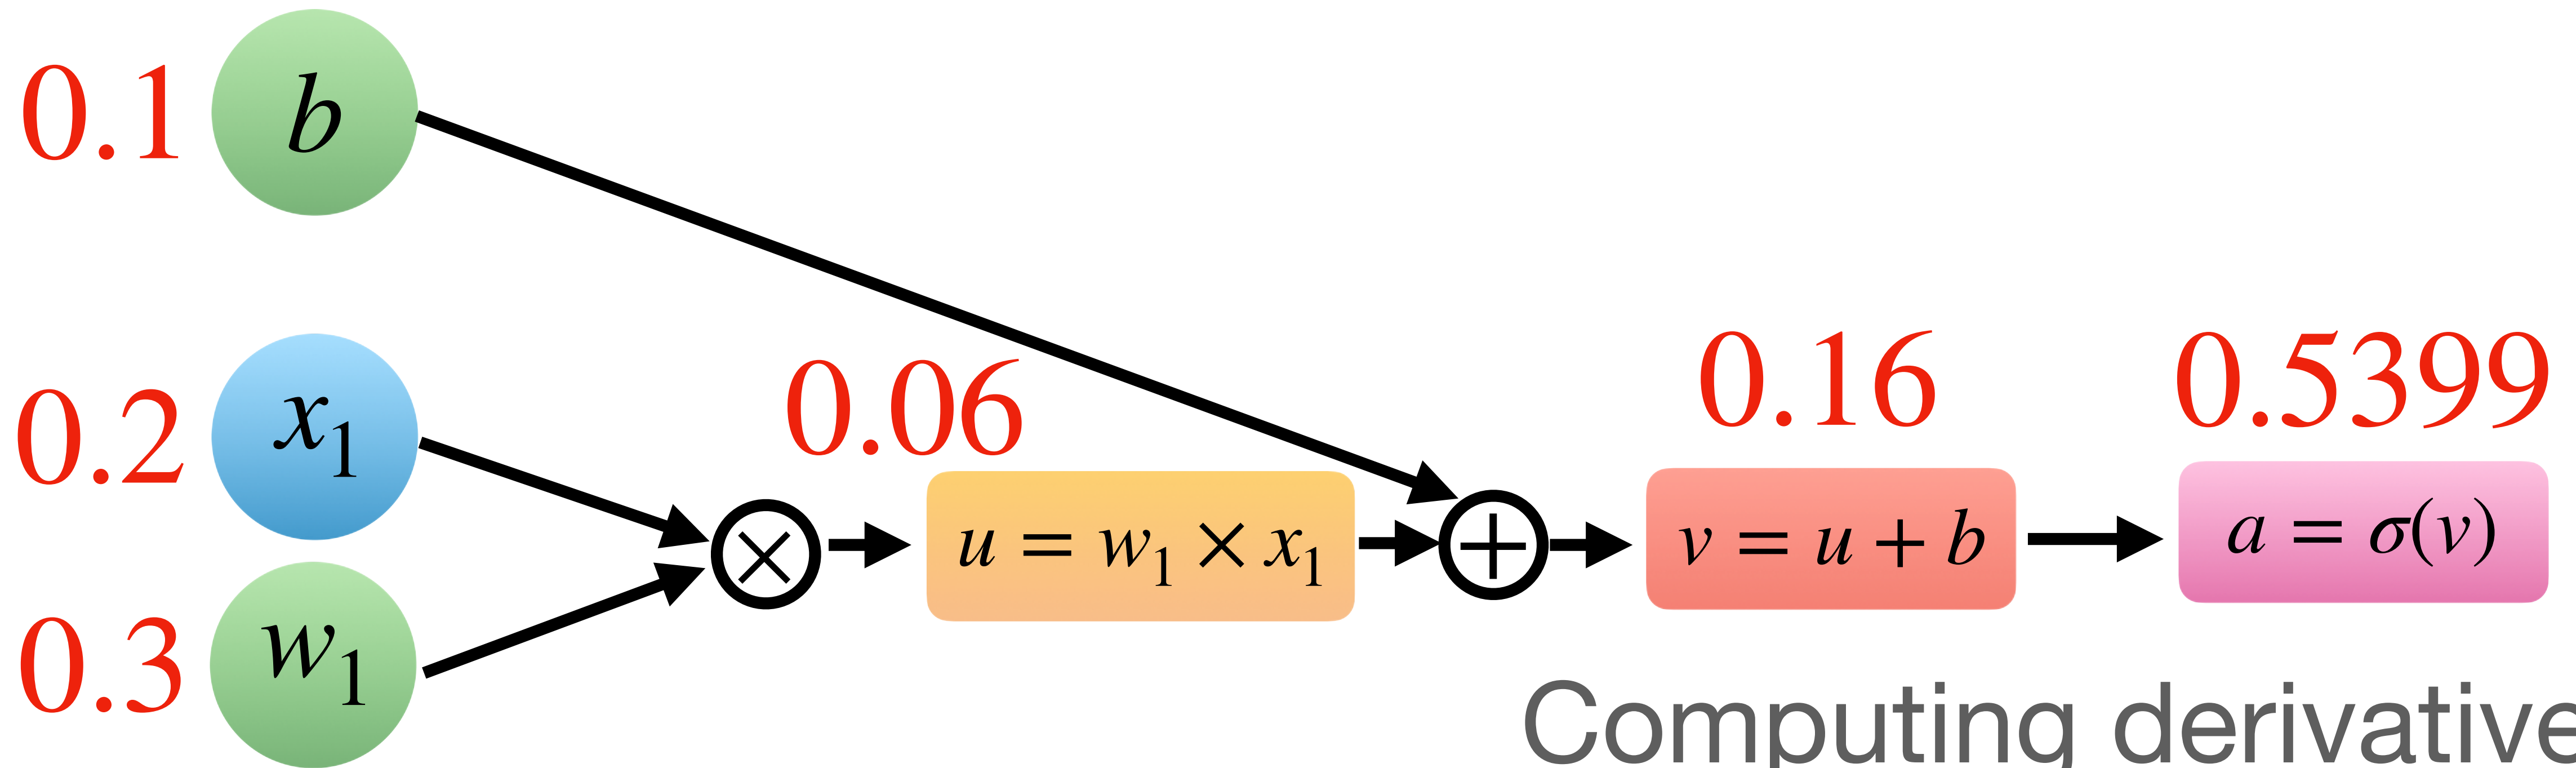 0.1 b
0.2 x₁
0.3 w₁
⊗
0.06
u = w₁ × x₁
⊕
0.16
v = u + b
0.5399
a = σ(v)
Computing derivative